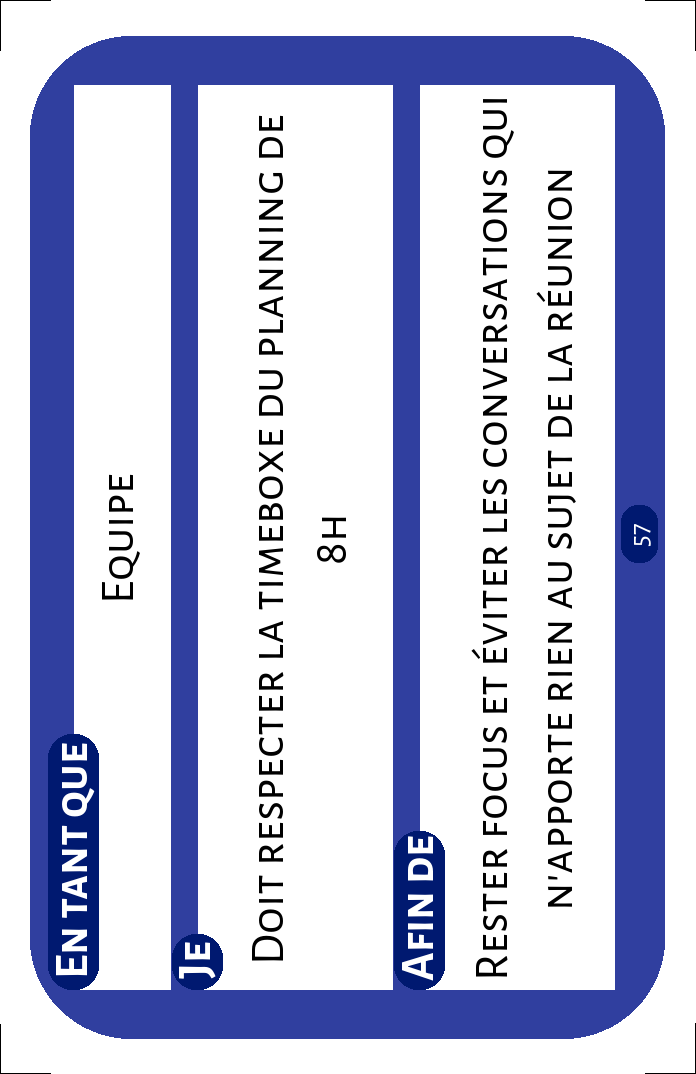 En tant que
Equipe
Je
Doit respecter la timeboxe du planning de
8h
Afin de
Rester focus et éviter les conversations qui
n'apporte rien au sujet de la réunion
57